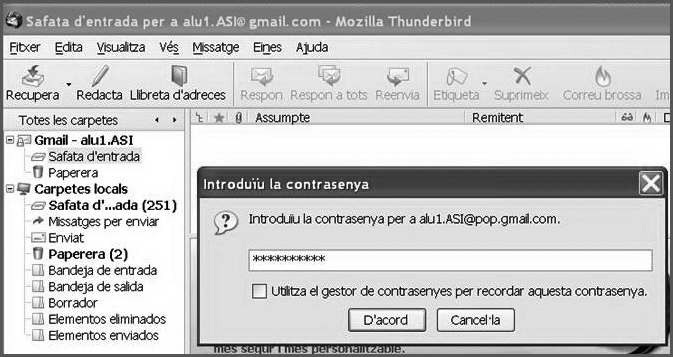 Safata d'entrada per a alu1.ASI@gmail.com - Mozilla Thunderbird
Fitxer Edita Visualitza Vés Missatge Eines Ajuda
Recupera Redacta Llibreta d'adreces Respon Respon a tots Reenvia Etiqueta Suprimeix Correu brossa
Totes les carpetes
Assumpte Remitent
Gmail - alu1.ASI
Safata d'entrada
Paperera
Carpetes locals
Safata d'...ada (251)
Missatges per enviar
Enviat
Paperera (2)
Bandeja de entrada
Bandeja de salida
Borrador
Elementos eliminados
Elementos enviados
Introduïu la contrasenya
Introduïu la contrasenya per a alu1.ASI@pop.gmail.com.
**********
Utilitza el gestor de contrasenyes per recordar aquesta contrasenya.
D'acord Cancel·la
més segur i més personalitzable.